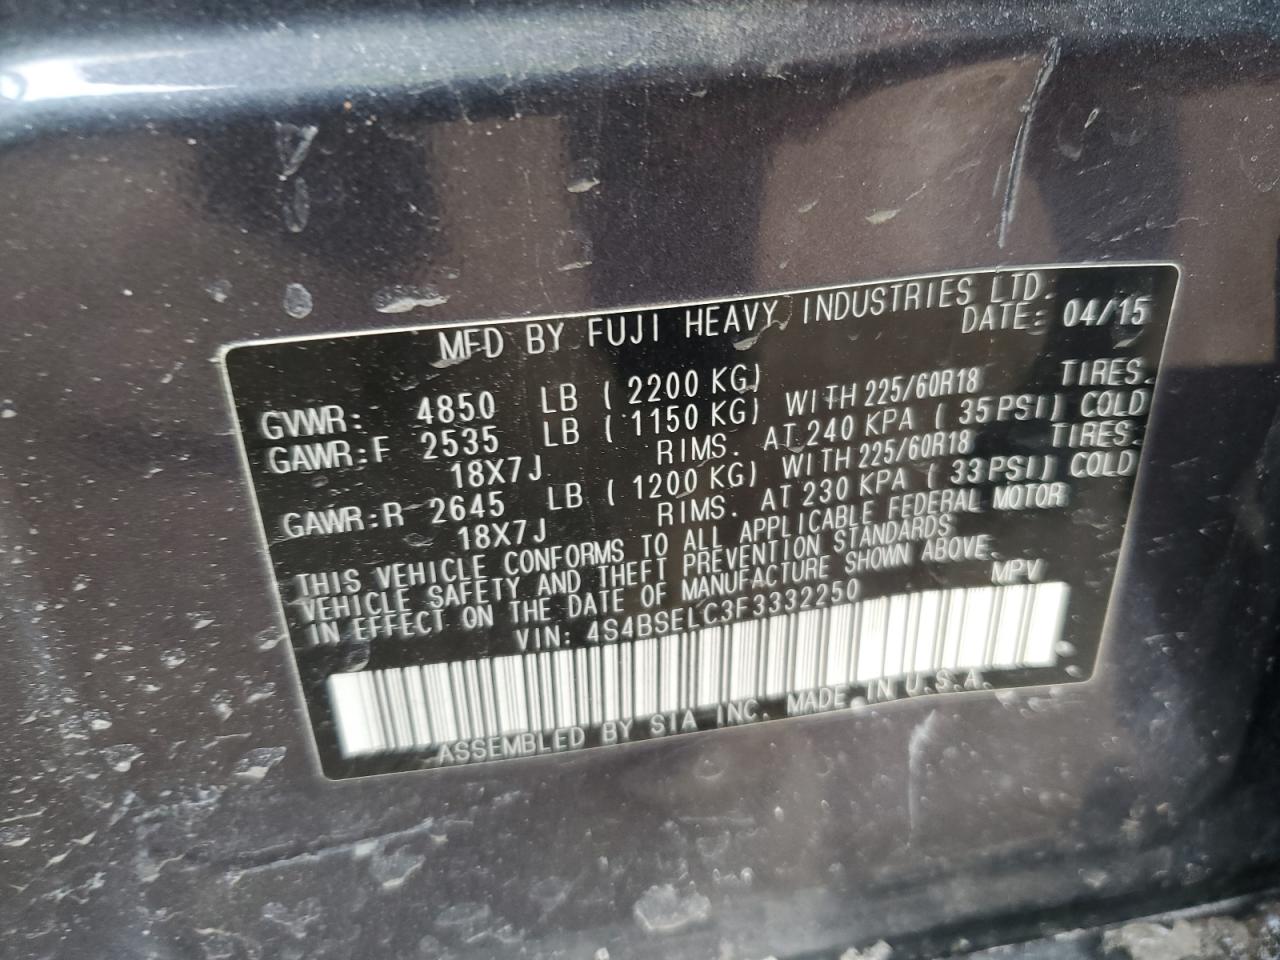 MFD BY FUJI HEAVY INDUSTRIES LTD.
DATE: 04/15
GVWR: 4850 LB ( 2200 KG)
GAWR:F 2535 LB ( 1150 KG) WITH 225/60R18 TIRES.
18X7J RIMS. AT 240 KPA ( 35 PSI) COLD
GAWR:R 2645 LB ( 1200 KG) WITH 225/60R18 TIRES.
18X7J RIMS. AT 230 KPA ( 33 PSI) COLD
THIS VEHICLE CONFORMS TO ALL APPLICABLE FEDERAL MOTOR
VEHICLE SAFETY AND THEFT PREVENTION STANDARDS
IN EFFECT ON THE DATE OF MANUFACTURE SHOWN ABOVE.
VIN: 4S4BSELC3F3332250 MPV
ASSEMBLED BY SIA INC. MADE IN U.S.A.